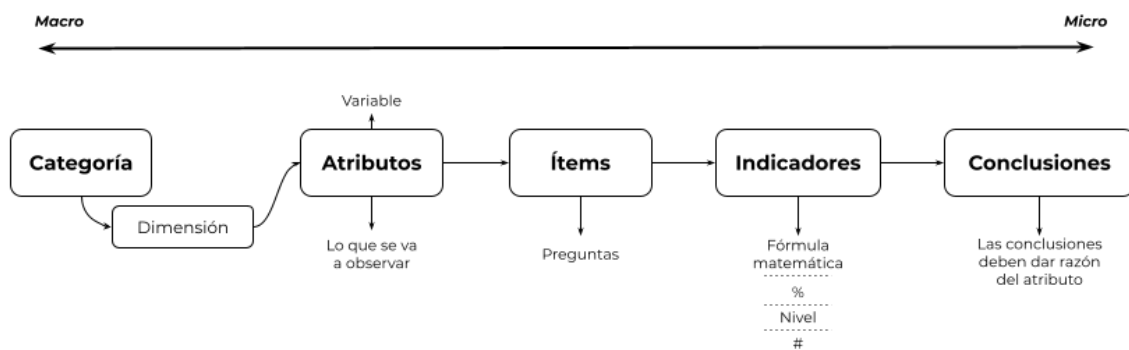 Macro
Micro
Variable
Categoría
Atributos
Ítems
Indicadores
Conclusiones
Dimensión
Lo que se va
a observar
Preguntas
Fórmula
matemática
%
Nivel
#
Las conclusiones
deben dar razón
del atributo